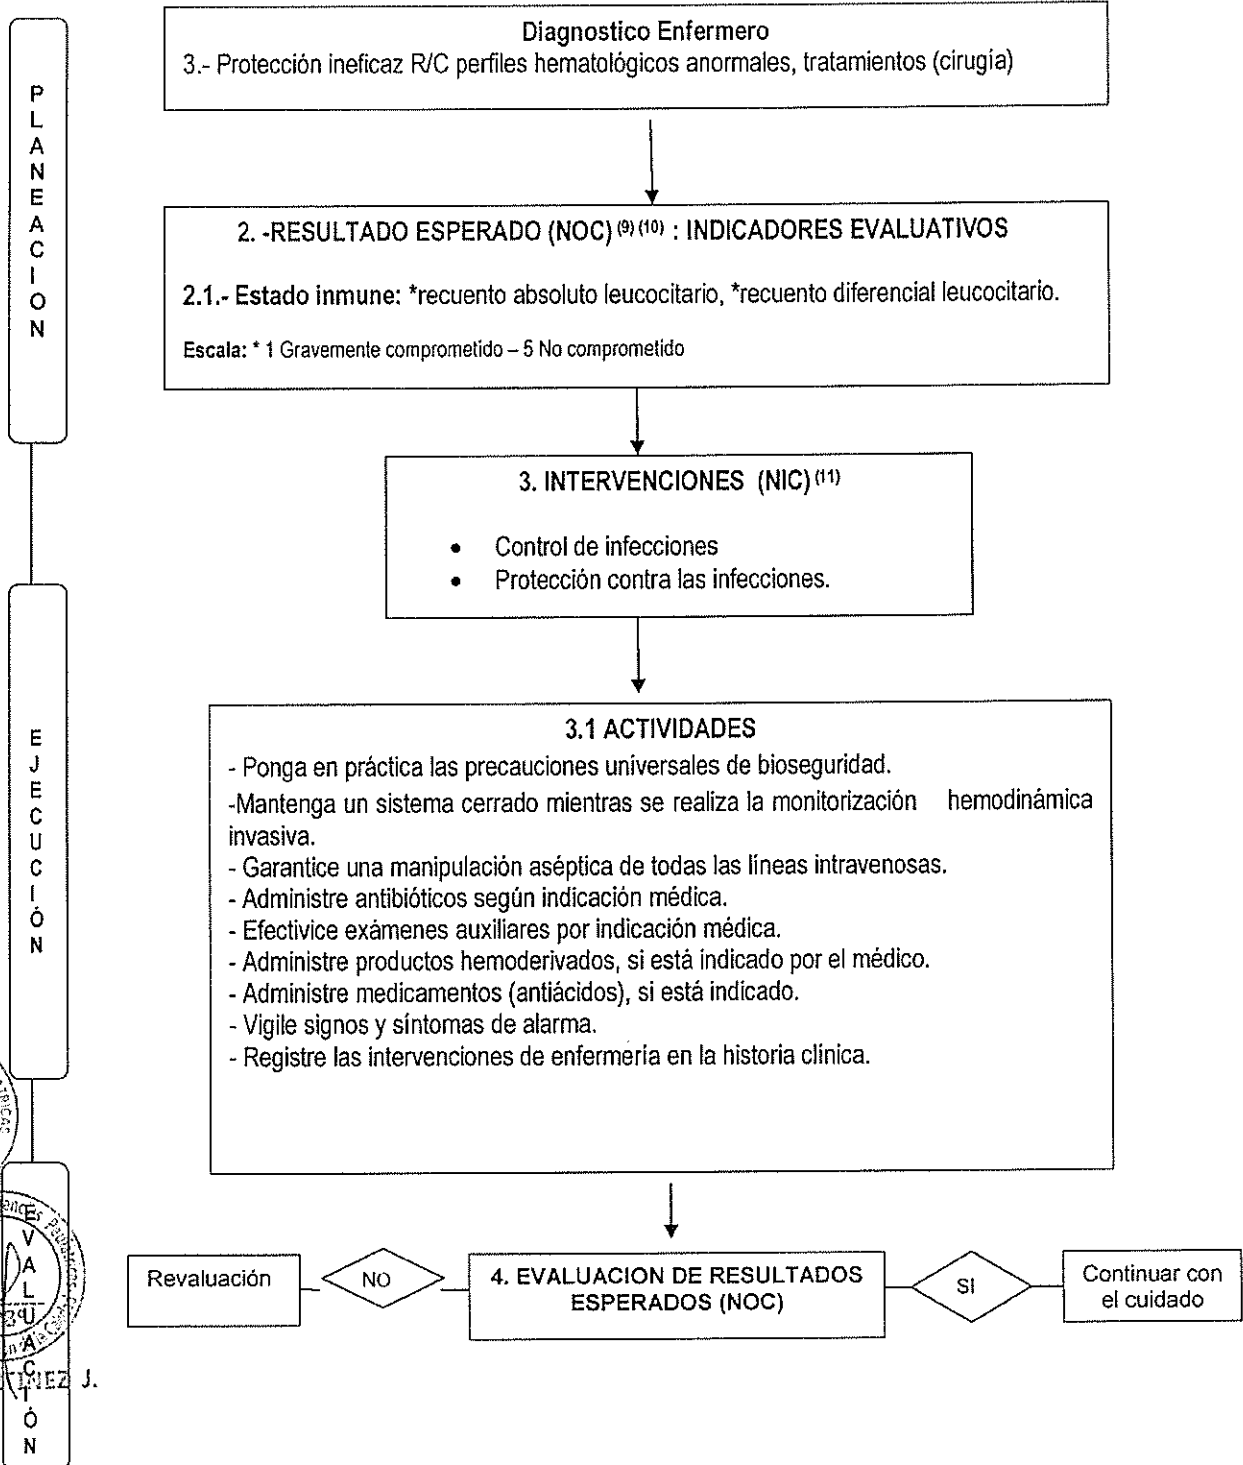 PLANEACION
Diagnostico Enfermero
3.- Protección ineficaz R/C perfiles hematológicos anormales, tratamientos (cirugía)
2. -RESULTADO ESPERADO (NOC) (9) (10) : INDICADORES EVALUATIVOS
2.1.- Estado inmune: *recuento absoluto leucocitario, *recuento diferencial leucocitario.
Escala: * 1 Gravemente comprometido – 5 No comprometido
3. INTERVENCIONES (NIC) (11)
• Control de infecciones
• Protección contra las infecciones.
EJECUCIÓN
3.1 ACTIVIDADES
- Ponga en práctica las precauciones universales de bioseguridad.
-Mantenga un sistema cerrado mientras se realiza la monitorización hemodinámica
invasiva.
- Garantice una manipulación aséptica de todas las líneas intravenosas.
- Administre antibióticos según indicación médica.
- Efectivice exámenes auxiliares por indicación médica.
- Administre productos hemoderivados, si está indicado por el médico.
- Administre medicamentos (antiácidos), si está indicado.
- Vigile signos y síntomas de alarma.
- Registre las intervenciones de enfermería en la historia clínica.
EVALUACIÓN
Revaluación
NO
4. EVALUACION DE RESULTADOS
ESPERADOS (NOC)
SI
Continuar con
el cuidado
TINEZ J.